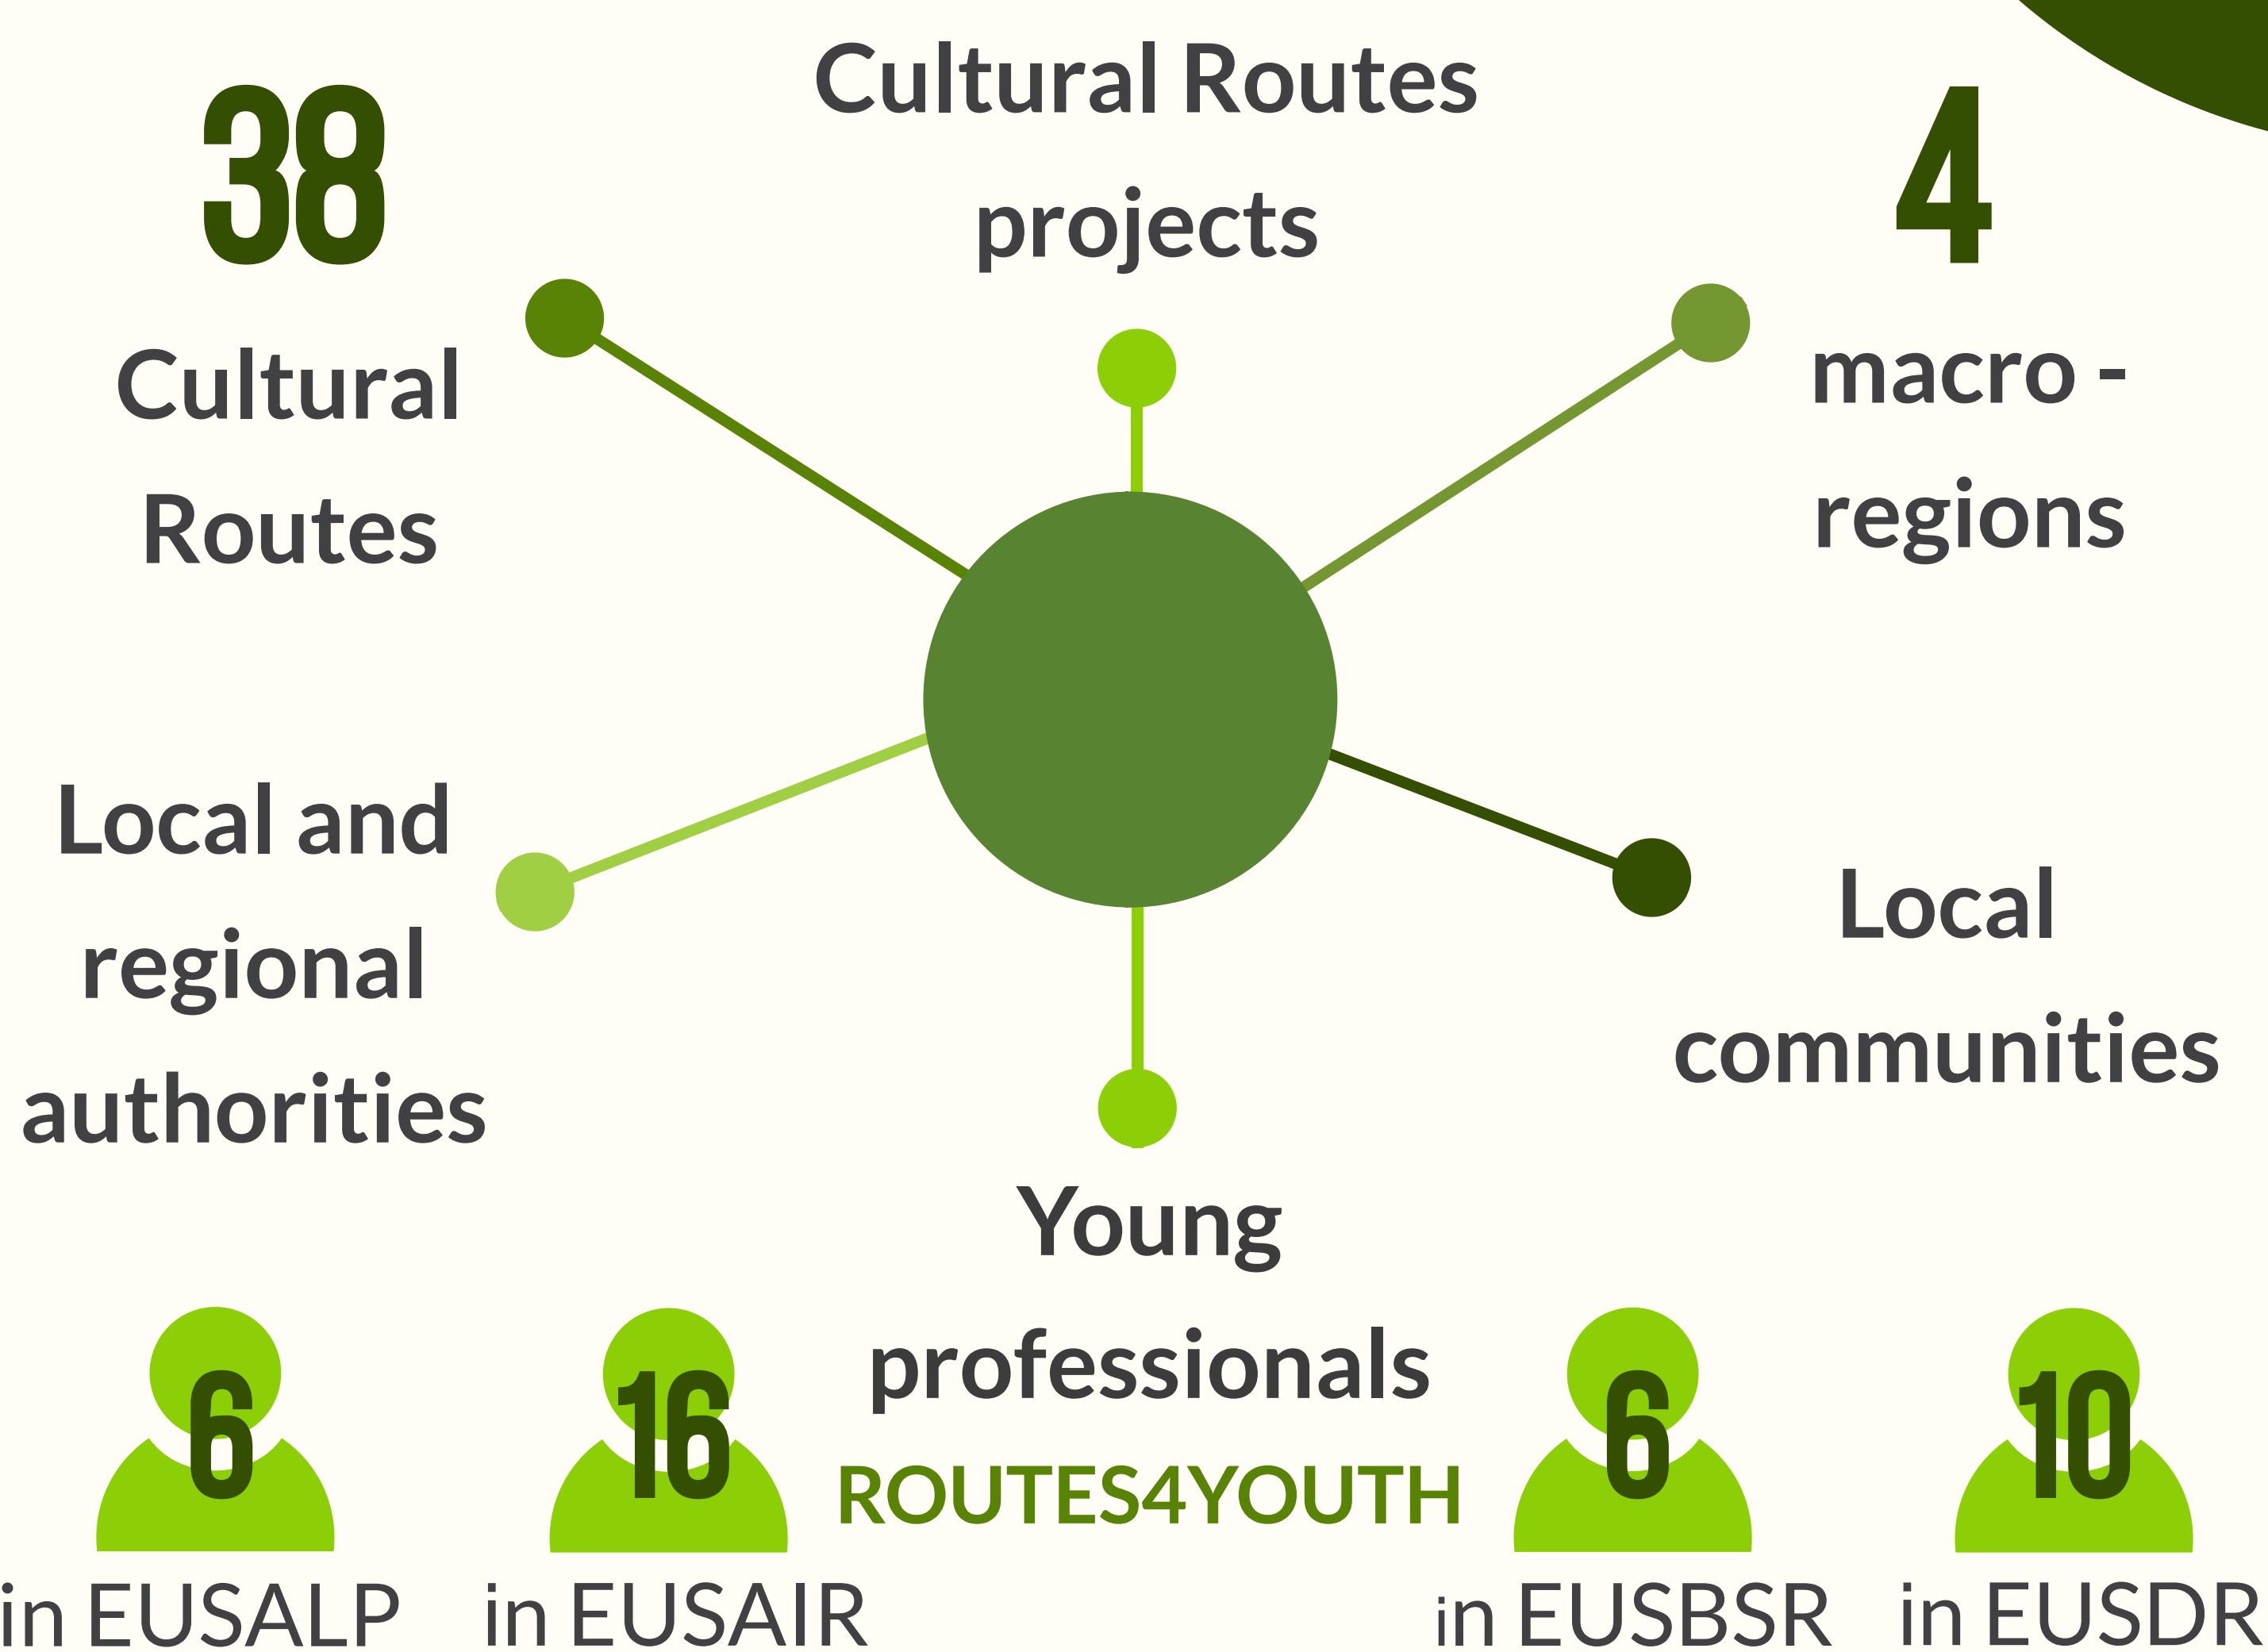 Cultural Routes
projects
38
Cultural
Routes
4
macro -
regions
Local and
regional
authorities
Local
communities
Young
professionals
ROUTES4YOUTH
6
in EUSALP
16
in EUSAIR
6
in EUSBSR
10
in EUSDR